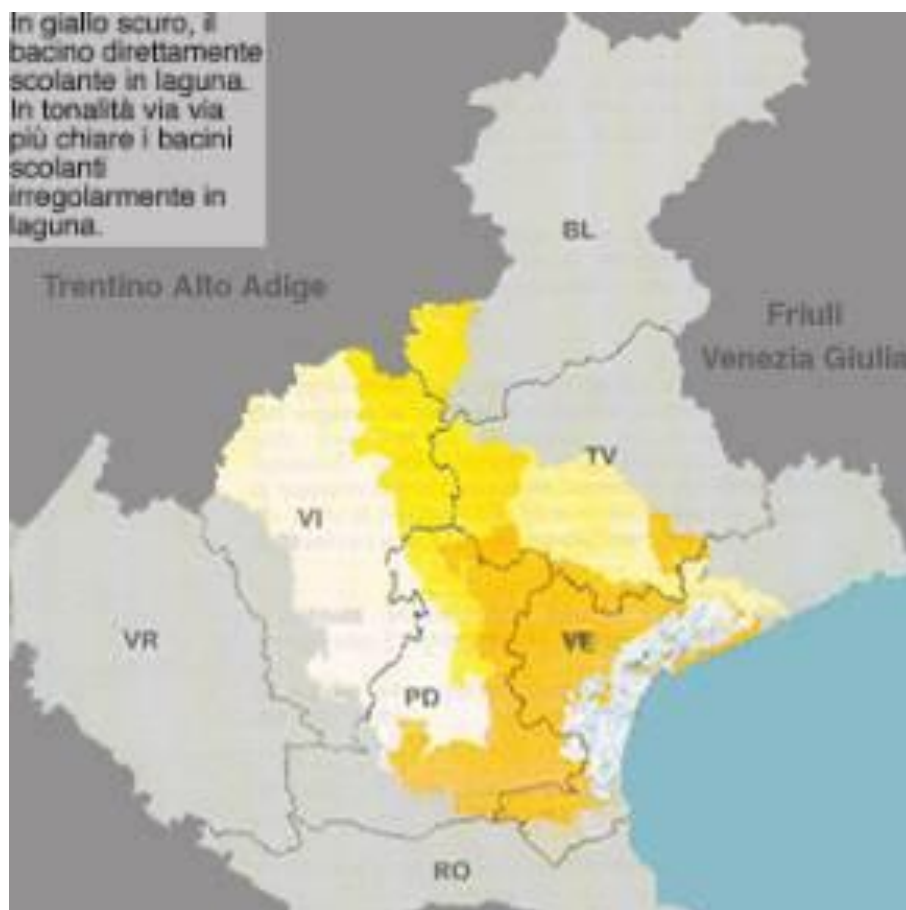 In giallo scuro, il
bacino direttamente
scolante in laguna.
In tonalità via via
più chiare i bacini
scolanti
irregolarmente in
laguna.
BL
Trentino Alto Adige
Friuli
Venezia Giulia
TV
VI
VR
VE
PD
RO